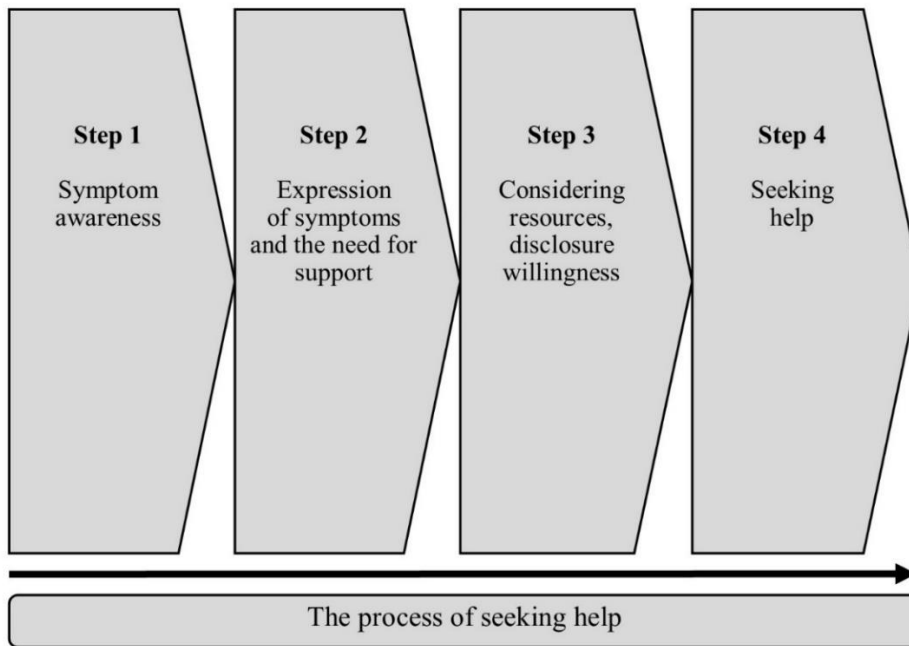 Step 1
Symptom
awareness
Step 2
Expression
of symptoms
and the need for
support
Step 3
Considering
resources,
disclosure
willingness
Step 4
Seeking
help
The process of seeking help